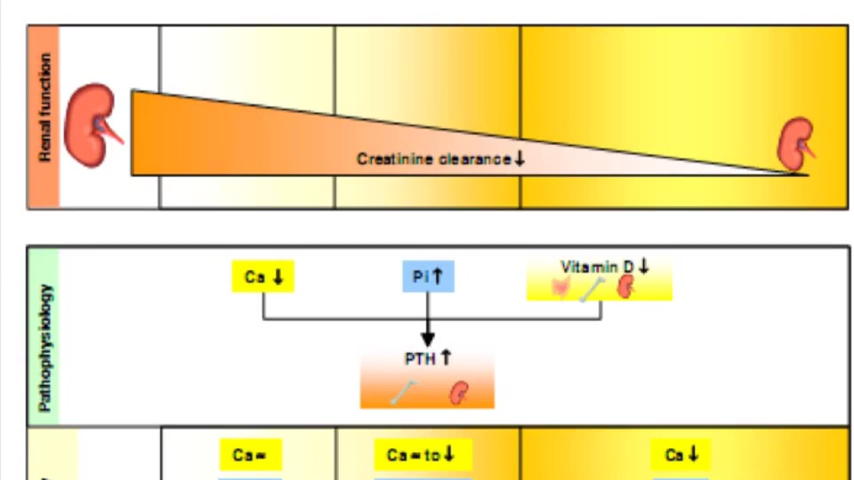 Renal function
Creatinine clearance↓
Ca ↓
Pi↑
Vitamin D↓
PTH ↑
Pathophysiology
Ca≈
Ca≈to↓
Ca↓